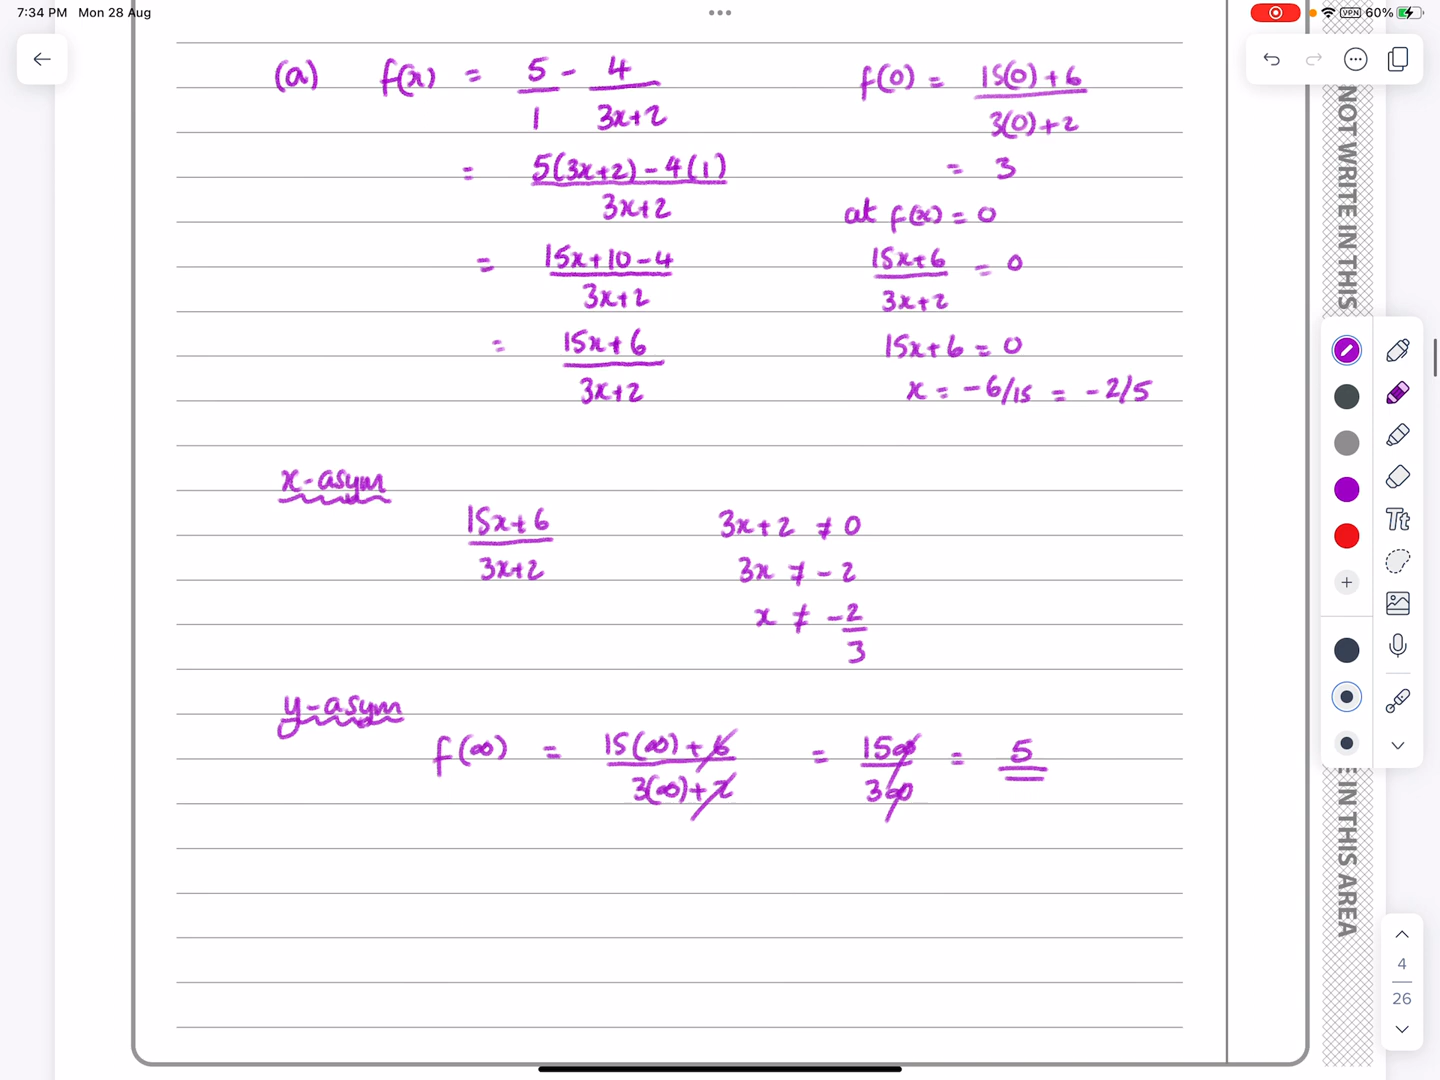 7:34 PM Mon 28 Aug
VPN 60%
(a) f(x) = 5/1 - 4/3x+2
= 5(3x+2)-4(1)/3x+2
= 15x+10-4/3x+2
= 15x+6/3x+2
f(0) = 15(0)+6/3(0)+2
= 3
at f(x) = 0
15x+6/3x+2 = 0
15x+6 = 0
x = -6/15 = -2/5
x-asym
15x+6/3x+2
3x+2 ≠ 0
3x ≠ -2
x ≠ -2/3
y-asym
f(∞) = 15(∞)+6/3(∞)+2 = 15∞/3∞ = 5
NOT WRITE IN THIS
E IN THIS AREA
Tt
4
26